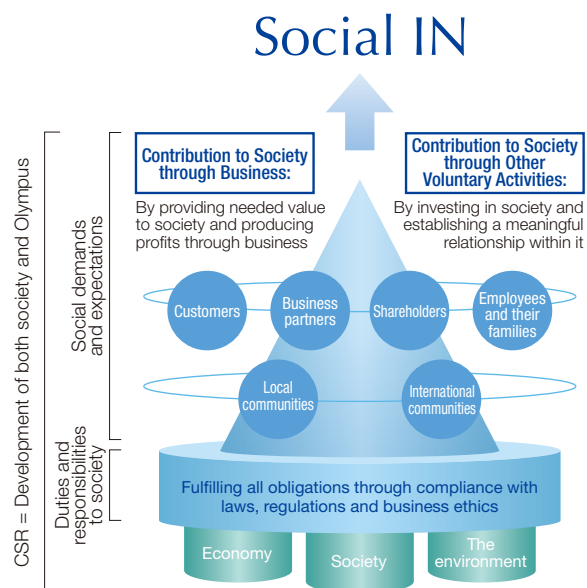 Social IN
Contribution to Society
through Business:
By providing needed value
to society and producing
profits through business
Contribution to Society
through Other
Voluntary Activities:
By investing in society and
establishing a meaningful
relationship within it
CSR = Development of both society and Olympus
Social demands
and expectations
Customers
Business
partners
Shareholders
Employees
and their
families
Local
communities
International
communities
Duties and
responsibilities
to society
Fulfilling all obligations through compliance with
laws, regulations and business ethics
Economy
Society
The
environment